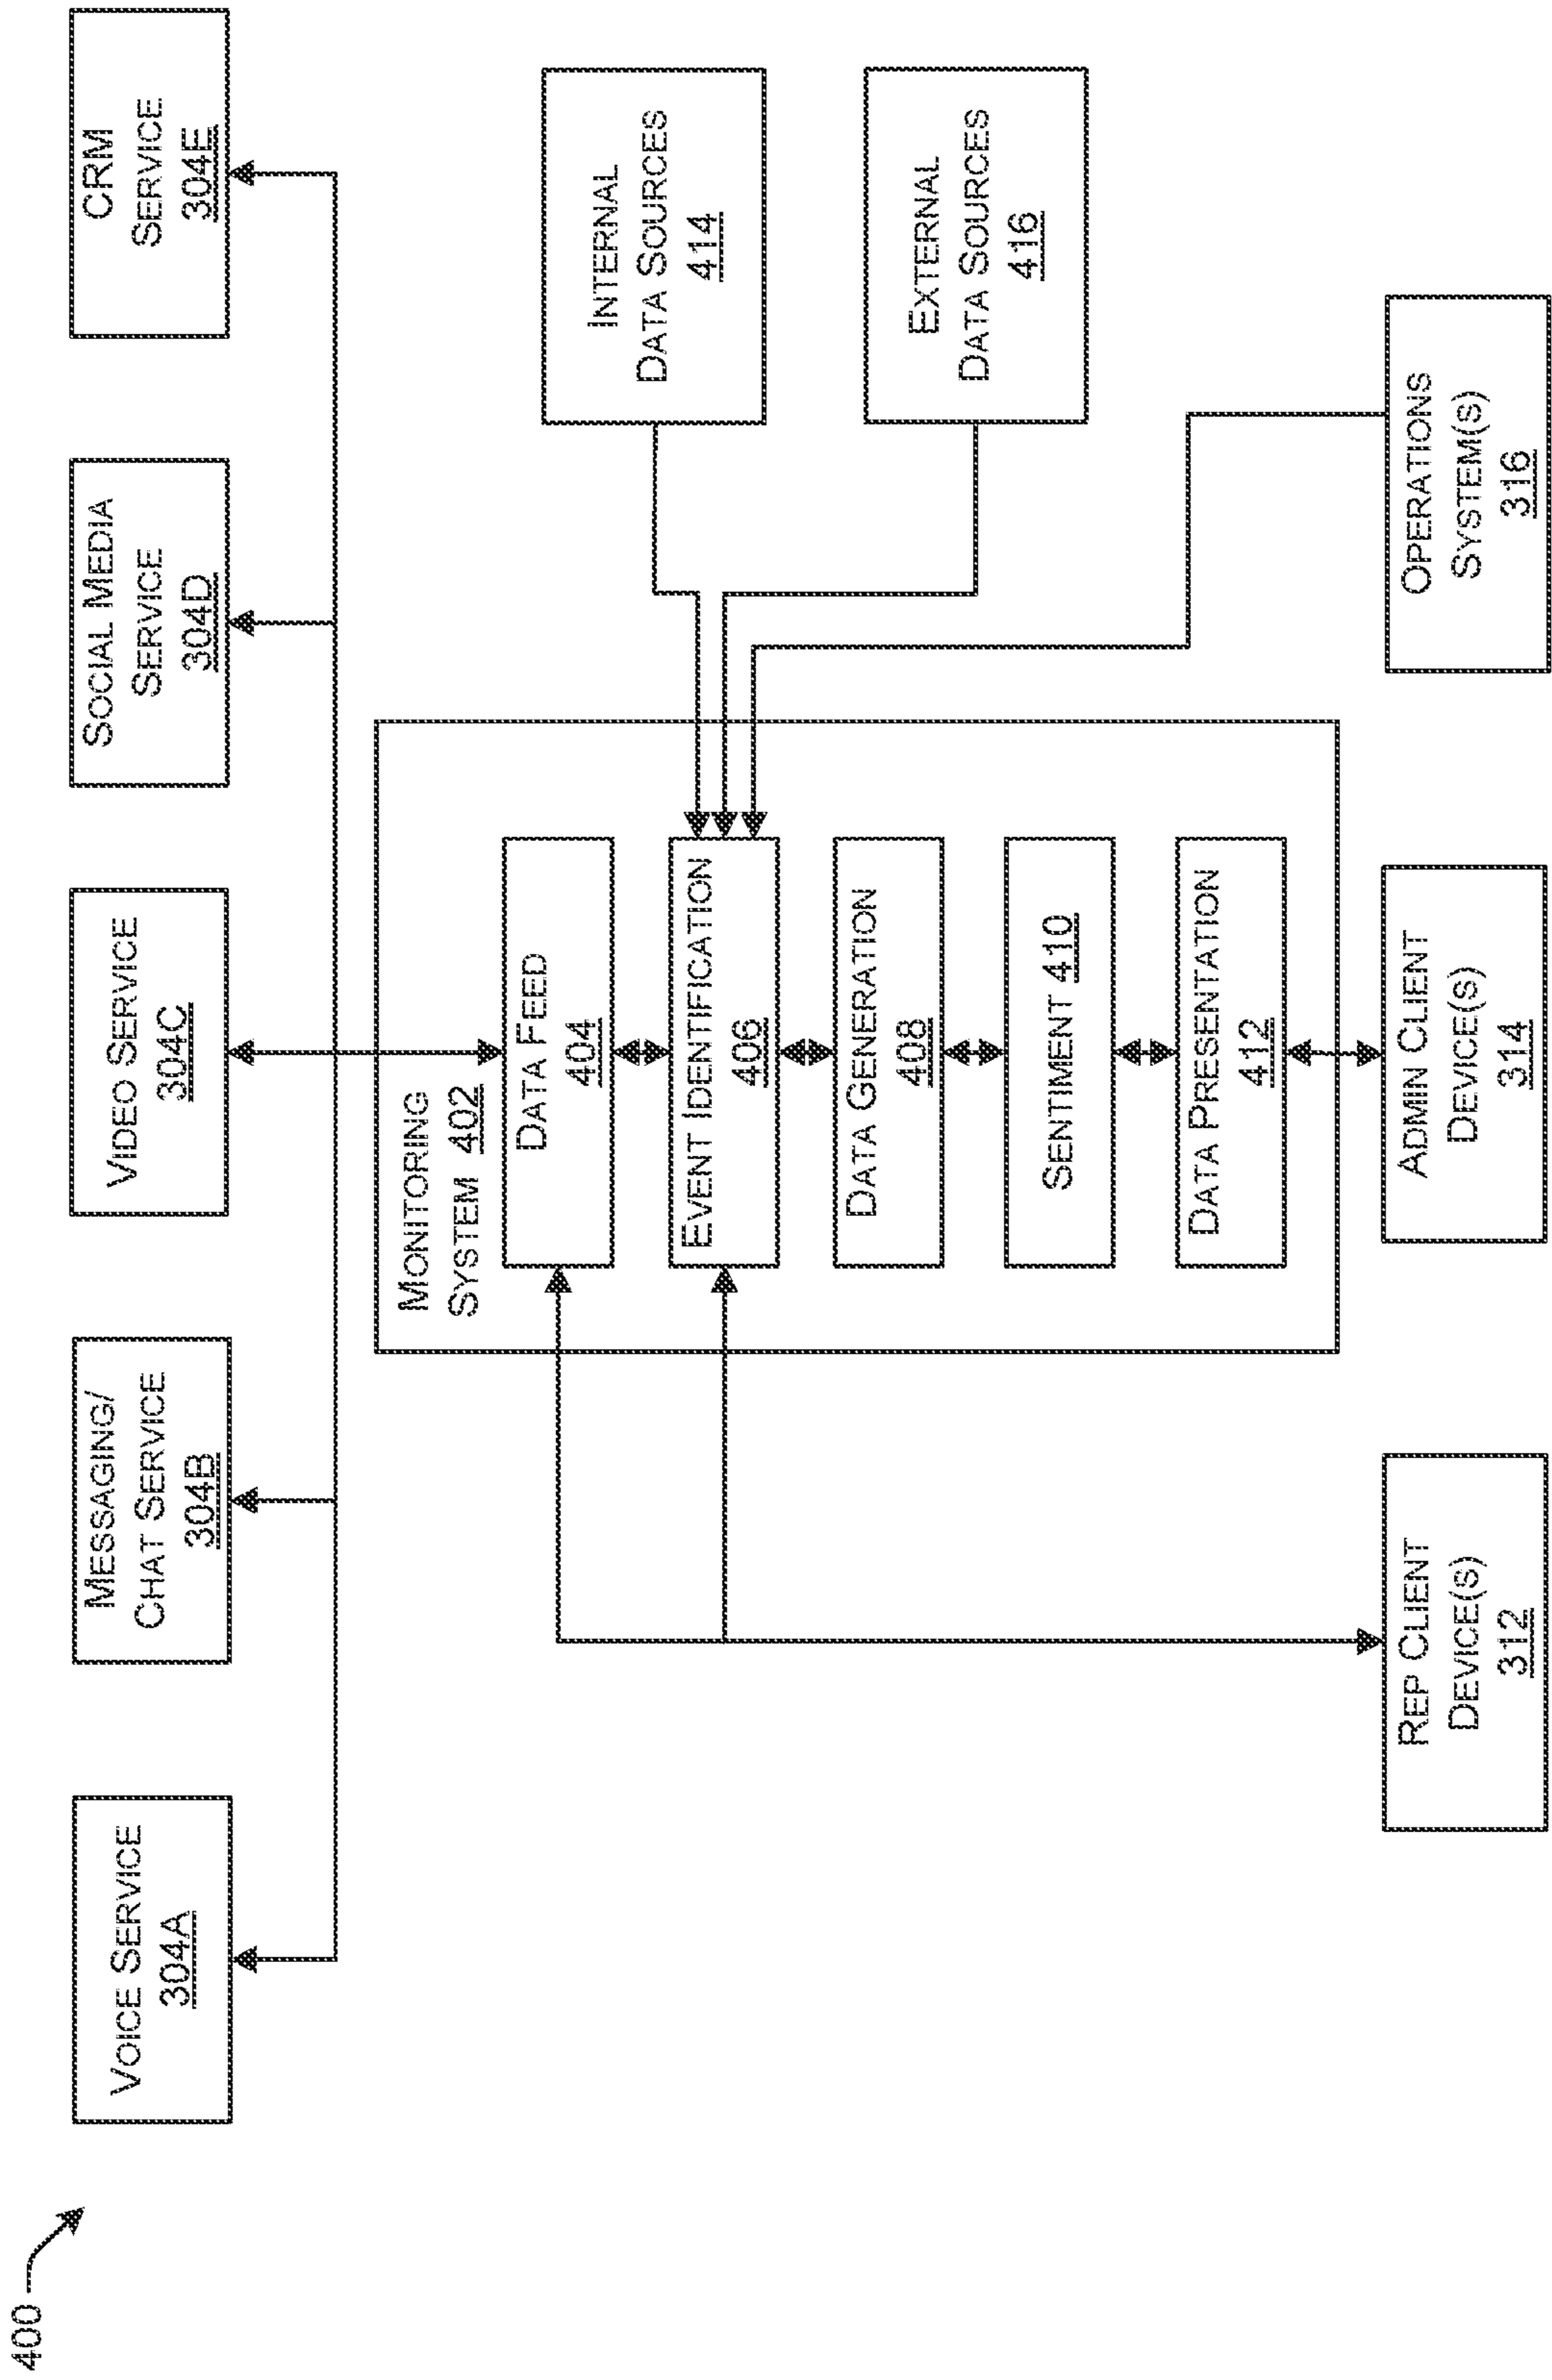 400
VOICE SERVICE
304A
MESSAGING/
CHAT SERVICE
304B
VIDEO SERVICE
304C
SOCIAL MEDIA
SERVICE
304D
CRM
SERVICE
304E
MONITORING
SYSTEM 402
DATA FEED
404
EVENT IDENTIFICATION
406
DATA GENERATION
408
SENTIMENT 410
DATA PRESENTATION
412
INTERNAL
DATA SOURCES
414
EXTERNAL
DATA SOURCES
416
REP CLIENT
DEVICE(S)
312
ADMIN CLIENT
DEVICE(S)
314
OPERATIONS
SYSTEM(S)
316